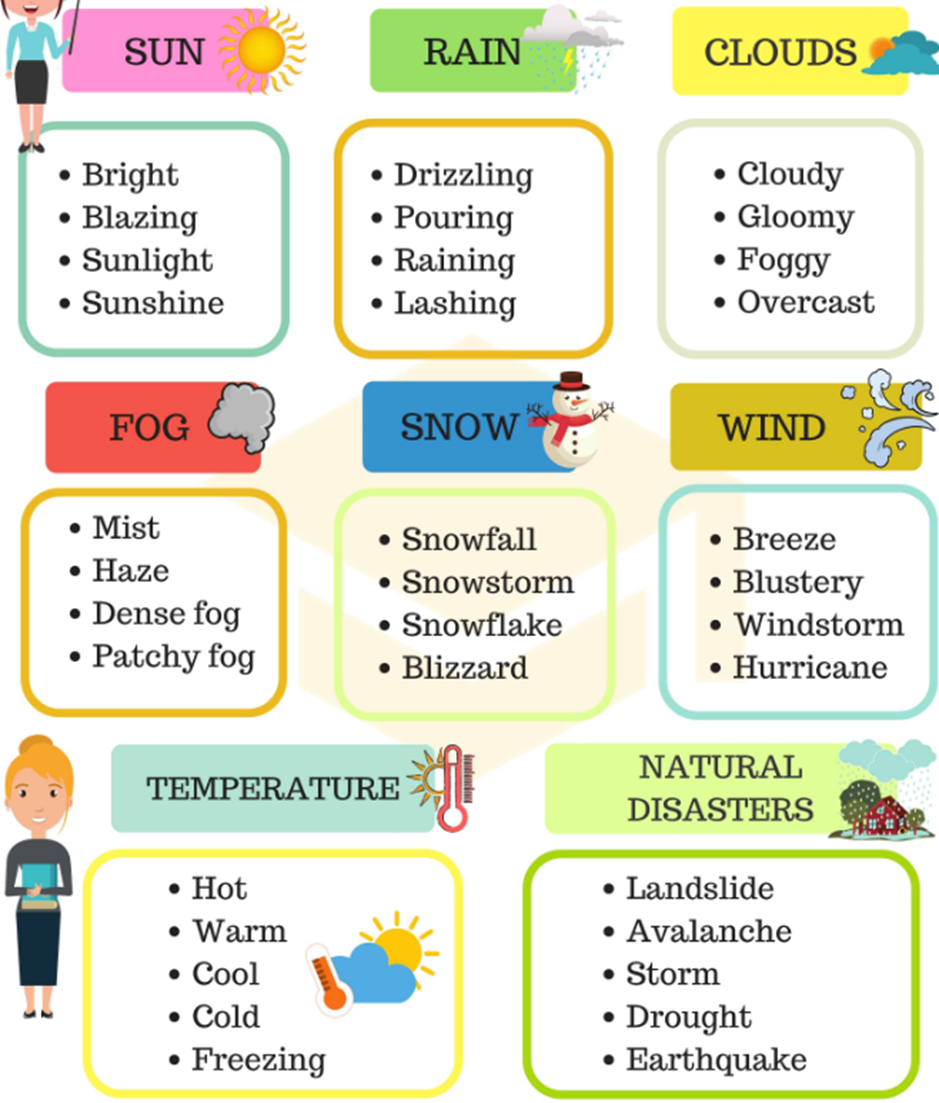 SUN
• Bright
• Blazing
• Sunlight
• Sunshine
RAIN
• Drizzling
• Pouring
• Raining
• Lashing
CLOUDS
• Cloudy
• Gloomy
• Foggy
• Overcast
FOG
• Mist
• Haze
• Dense fog
• Patchy fog
SNOW
• Snowfall
• Snowstorm
• Snowflake
• Blizzard
WIND
• Breeze
• Blustery
• Windstorm
• Hurricane
TEMPERATURE
• Hot
• Warm
• Cool
• Cold
• Freezing
NATURAL
DISASTERS
• Landslide
• Avalanche
• Storm
• Drought
• Earthquake